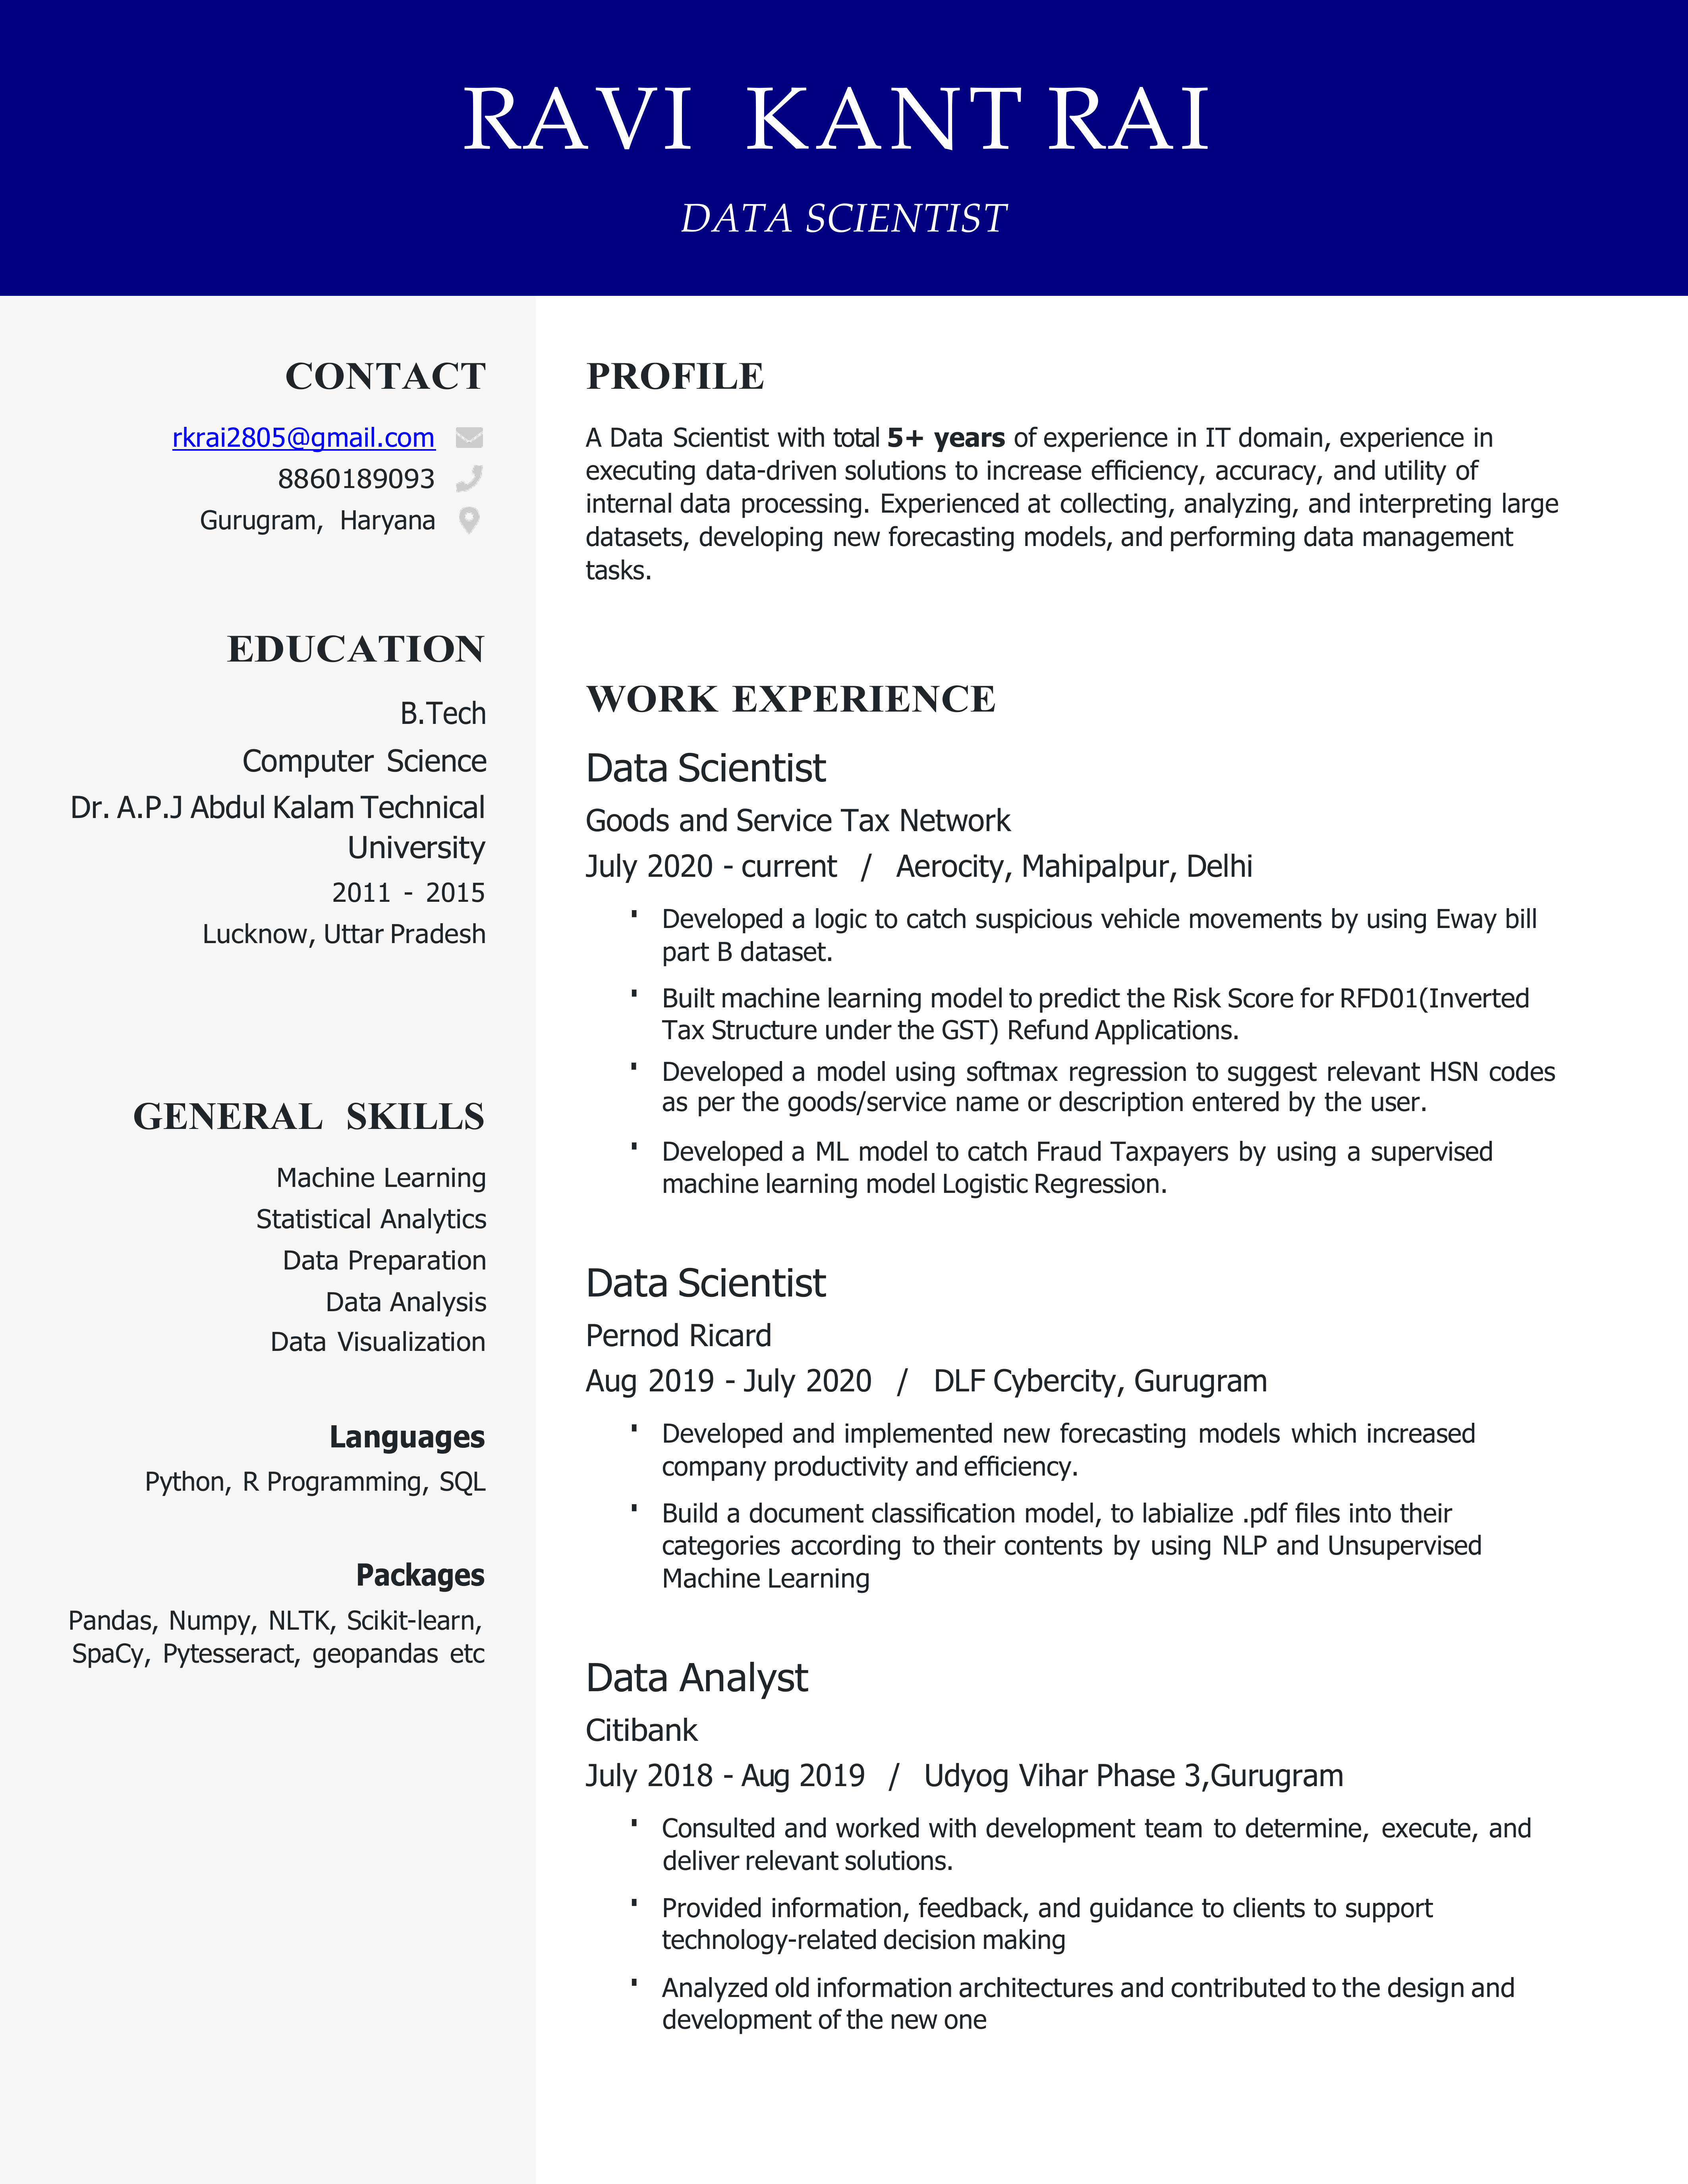 RAVI KANT RAI
DATA SCIENTIST
CONTACT
rkrai2805@gmail.com
8860189093
Gurugram, Haryana
EDUCATION
B.Tech
Computer Science
Dr. A.P.J Abdul Kalam Technical
University
2011 - 2015
Lucknow, Uttar Pradesh
GENERAL SKILLS
Machine Learning
Statistical Analytics
Data Preparation
Data Analysis
Data Visualization
Languages
Python, R Programming, SQL
Packages
Pandas, Numpy, NLTK, Scikit-learn,
SpaCy, Pytesseract, geopandas etc
PROFILE
A Data Scientist with total 5+ years of experience in IT domain, experience in
executing data-driven solutions to increase efficiency, accuracy, and utility of
internal data processing. Experienced at collecting, analyzing, and interpreting large
datasets, developing new forecasting models, and performing data management
tasks.
WORK EXPERIENCE
Data Scientist
Goods and Service Tax Network
July 2020 - current / Aerocity, Mahipalpur, Delhi
Developed a logic to catch suspicious vehicle movements by using Eway bill
part B dataset.
Built machine learning model to predict the Risk Score for RFD01(Inverted
Tax Structure under the GST) Refund Applications.
Developed a model using softmax regression to suggest relevant HSN codes
as per the goods/service name or description entered by the user.
Developed a ML model to catch Fraud Taxpayers by using a supervised
machine learning model Logistic Regression.
Data Scientist
Pernod Ricard
Aug 2019 - July 2020 / DLF Cybercity, Gurugram
Developed and implemented new forecasting models which increased
company productivity and efficiency.
Build a document classification model, to labialize .pdf files into their
categories according to their contents by using NLP and Unsupervised
Machine Learning
Data Analyst
Citibank
July 2018 - Aug 2019 / Udyog Vihar Phase 3,Gurugram
Consulted and worked with development team to determine, execute, and
deliver relevant solutions.
Provided information, feedback, and guidance to clients to support
technology-related decision making
Analyzed old information architectures and contributed to the design and
development of the new one